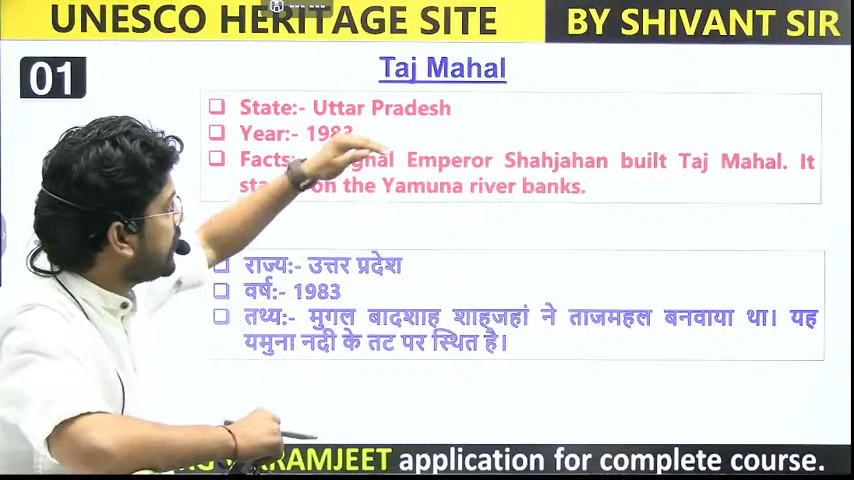 UNESCO HERITAGE SITE
BY SHIVANT SIR
01
Taj Mahal
State:- Uttar Pradesh
Year:- 1983
Facts:- Emperor Shahjahan built Taj Mahal. It
on the Yamuna river banks.
राज्य:- उत्तर प्रदेश
वर्ष:- 1983
तथ्य:- मुगल बादशाह शाहजहां ने ताजमहल बनवाया था। यह
यमुना नदी के तट पर स्थित है।
application for complete course.